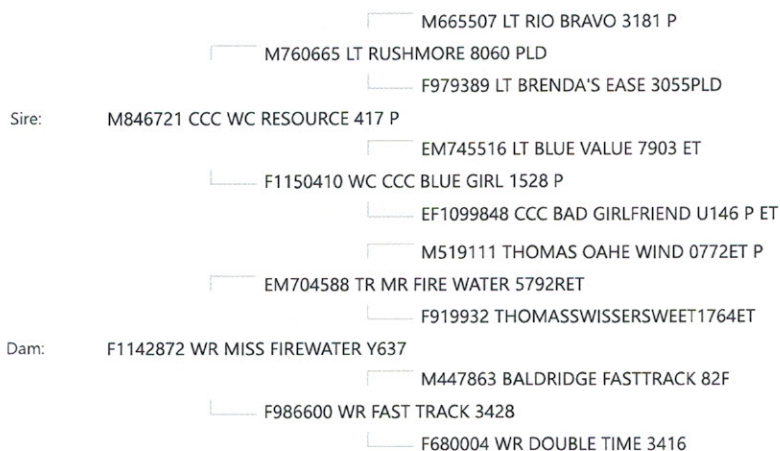 M665507 LT RIO BRAVO 3181 P
M760665 LT RUSHMORE 8060 PLD
F979389 LT BRENDA'S EASE 3055PLD
Sire: M846721 CCC WC RESOURCE 417 P
EM745516 LT BLUE VALUE 7903 ET
F1150410 WC CCC BLUE GIRL 1528 P
EF1099848 CCC BAD GIRLFRIEND U146 P ET
M519111 THOMAS OAHE WIND 0772ET P
EM704588 TR MR FIRE WATER 5792RET
F919932 THOMASSWISSERSWEET1764ET
Dam: F1142872 WR MISS FIREWATER Y637
M447863 BALDRIDGE FASTTRACK 82F
F986600 WR FAST TRACK 3428
F680004 WR DOUBLE TIME 3416